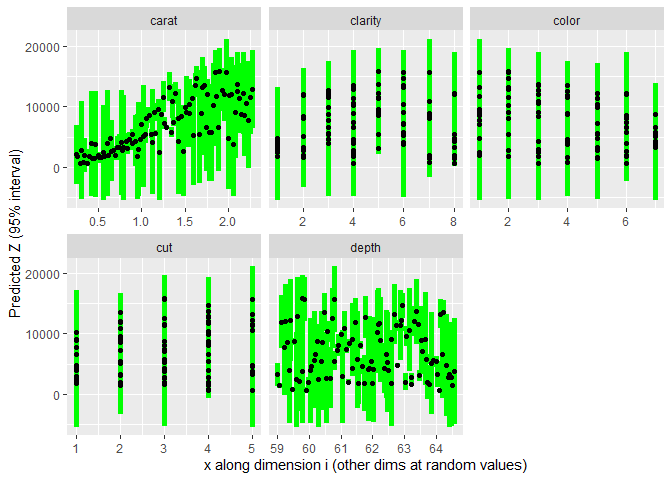 carat clarity color
20000
10000
0
0.5 1.0 1.5 2.0 2 4 6 8 2 4 6
cut depth
20000
10000
0
1 2 3 4 5 59 60 61 62 63 64
Predicted Z (95% interval)
x along dimension i (other dims at random values)